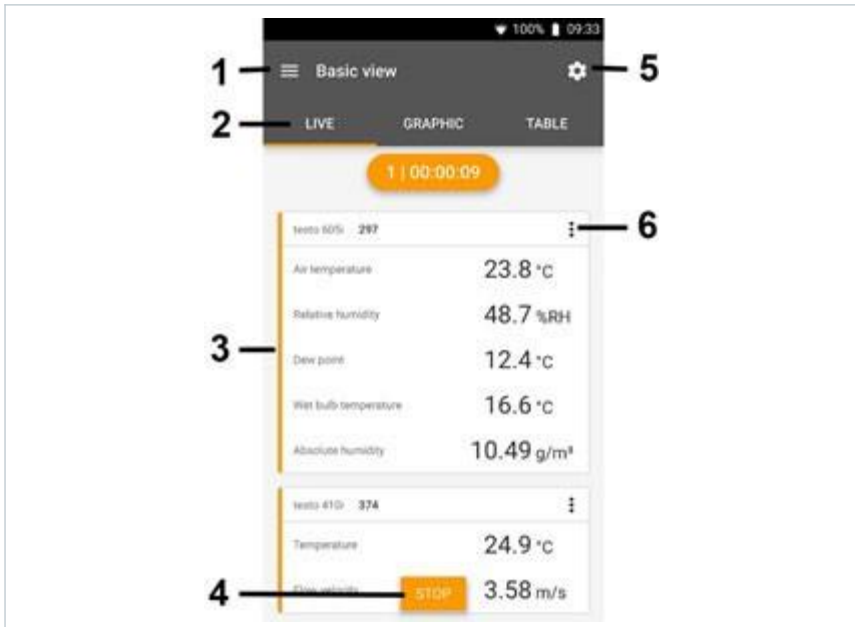 100% 09:33
1 Basic view 5
2 LIVE GRAPHIC TABLE
1 | 00:00:09
testo 605i 297 6
Air temperature 23.8 °C
Relative humidity 48.7 %RH
3 Dew point 12.4 °C
Wet bulb temperature 16.6 °C
Absolute humidity 10.49 g/m³
testo 410i 374
Temperature 24.9 °C
4 Flow velocity STOP 3.58 m/s